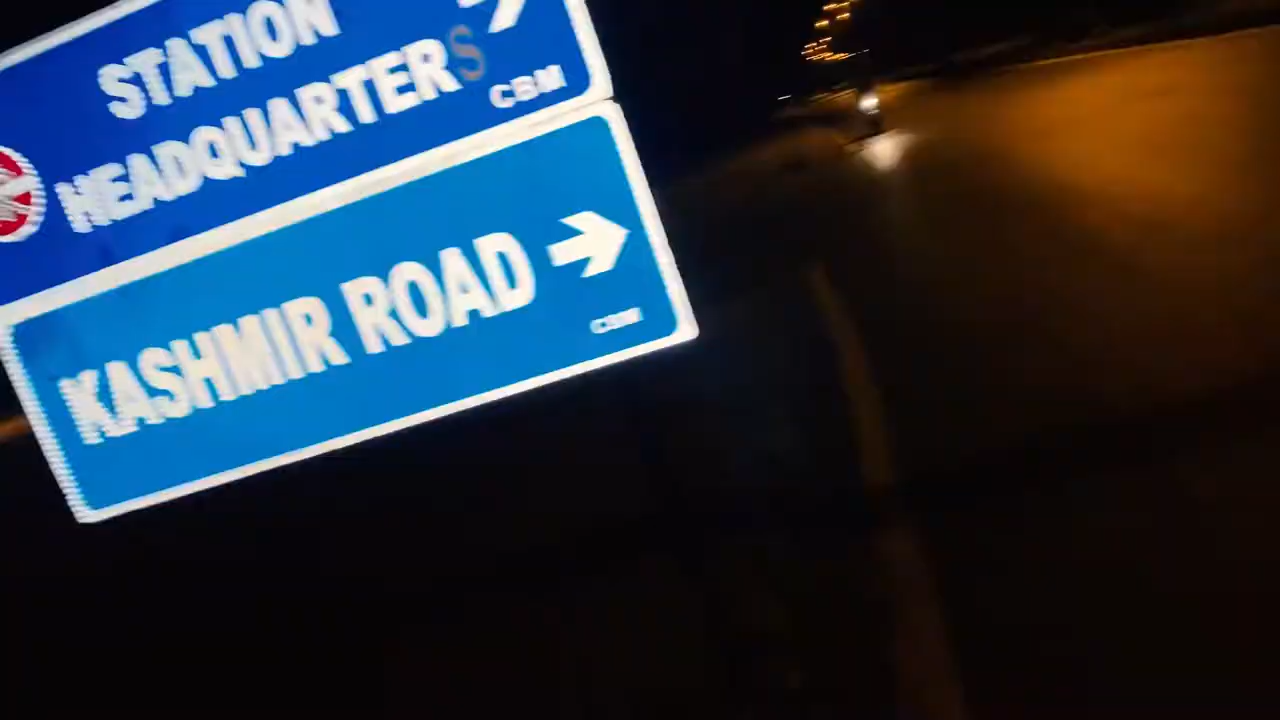 STATION
HEADQUARTERS
CBM
KASHMIR ROAD
CBM